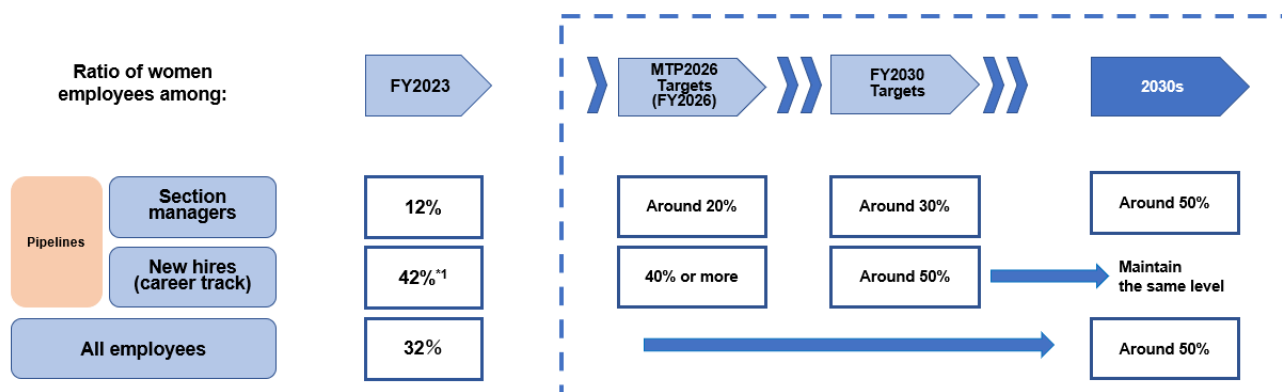 Ratio of women
employees among:
FY2023
MTP2026
Targets
(FY2026)
FY2030
Targets
2030s
Pipelines
Section
managers
12%
Around 20%
Around 30%
Around 50%
New hires
(career track)
42%*1
40% or more
Around 50%
Maintain
the same level
All employees
32%
Around 50%